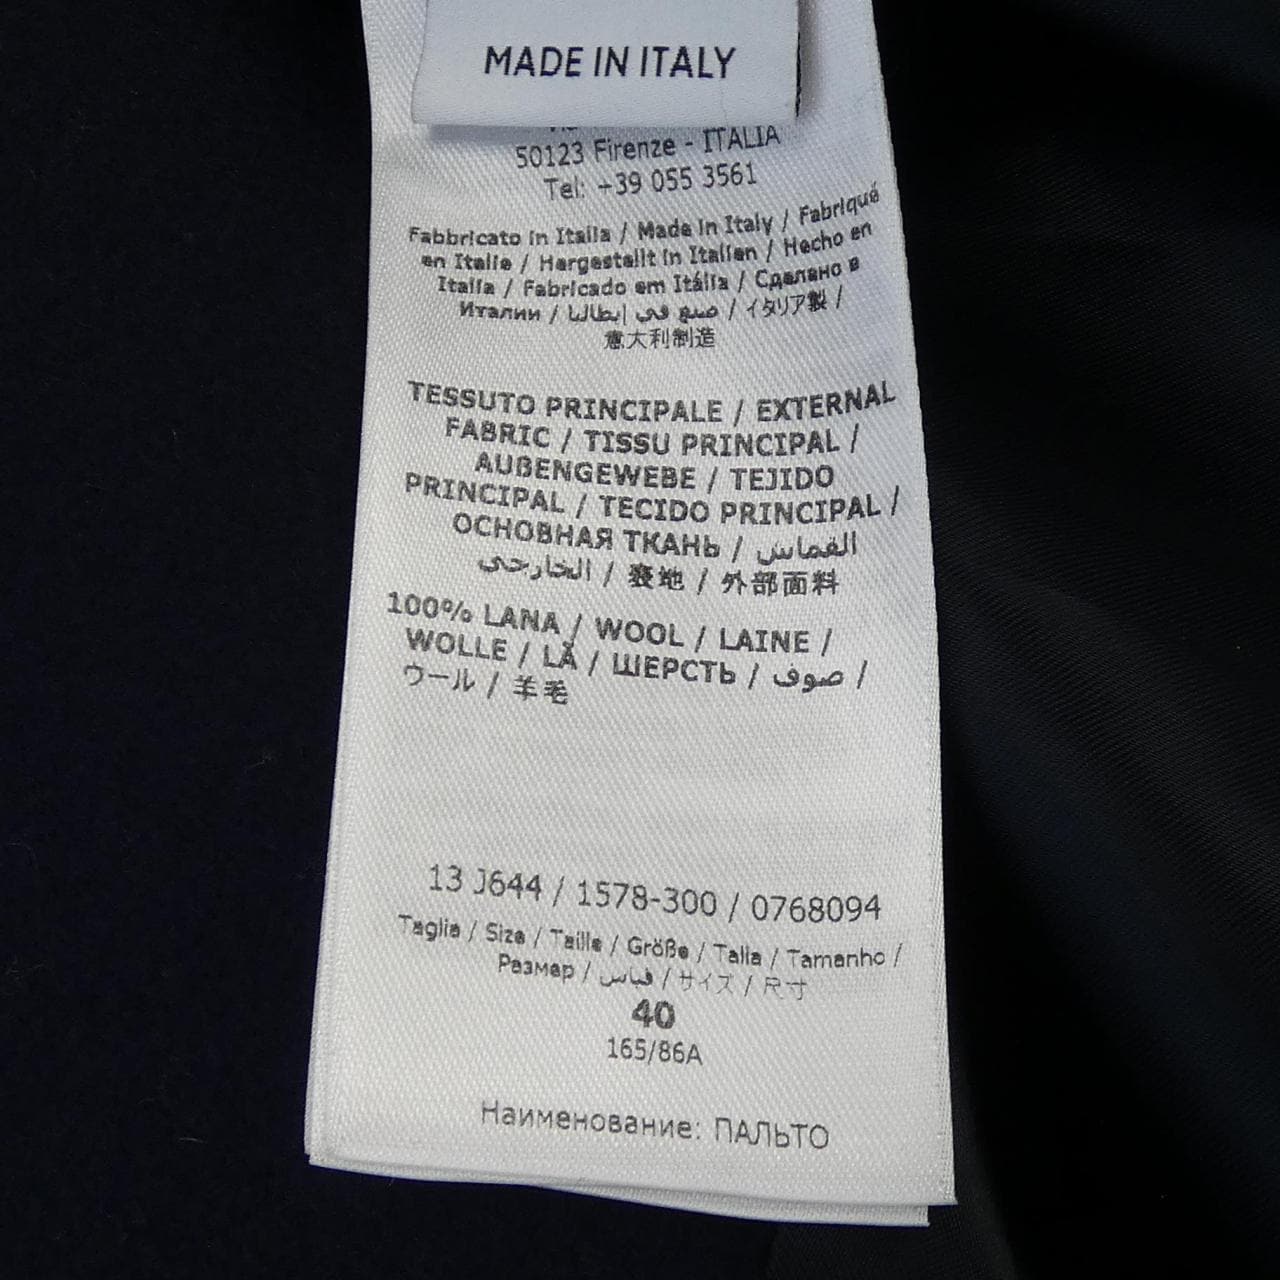 MADE IN ITALY
50123 Firenze - ITALIA
Tel: +39 055 3561
Fabbricato in Italia / Made in Italy / Fabriqué
en Italie / Hergestellt in Italien / Hecho en
Italia / Fabricado em Itália / Сделано в
Италии / صنع في إيطاليا / イタリア製 /
意大利制造
TESSUTO PRINCIPALE / EXTERNAL
FABRIC / TISSU PRINCIPAL /
AUßENGEWEBE / TEJIDO
PRINCIPAL / TECIDO PRINCIPAL /
ОСНОВНАЯ ТКАНЬ / القماش
الخارجي / 表地 / 外部面料
100% LANA / WOOL / LAINE /
WOLLE / LÃ / ШЕРСТЬ / صوف /
ウール / 羊毛
13 J644 / 1578-300 / 0768094
Taglia / Size / Taille / Größe / Talla / Tamanho /
Размер / قياس / サイズ / 尺寸
40
165/86A
Наименование: ПАЛЬТО